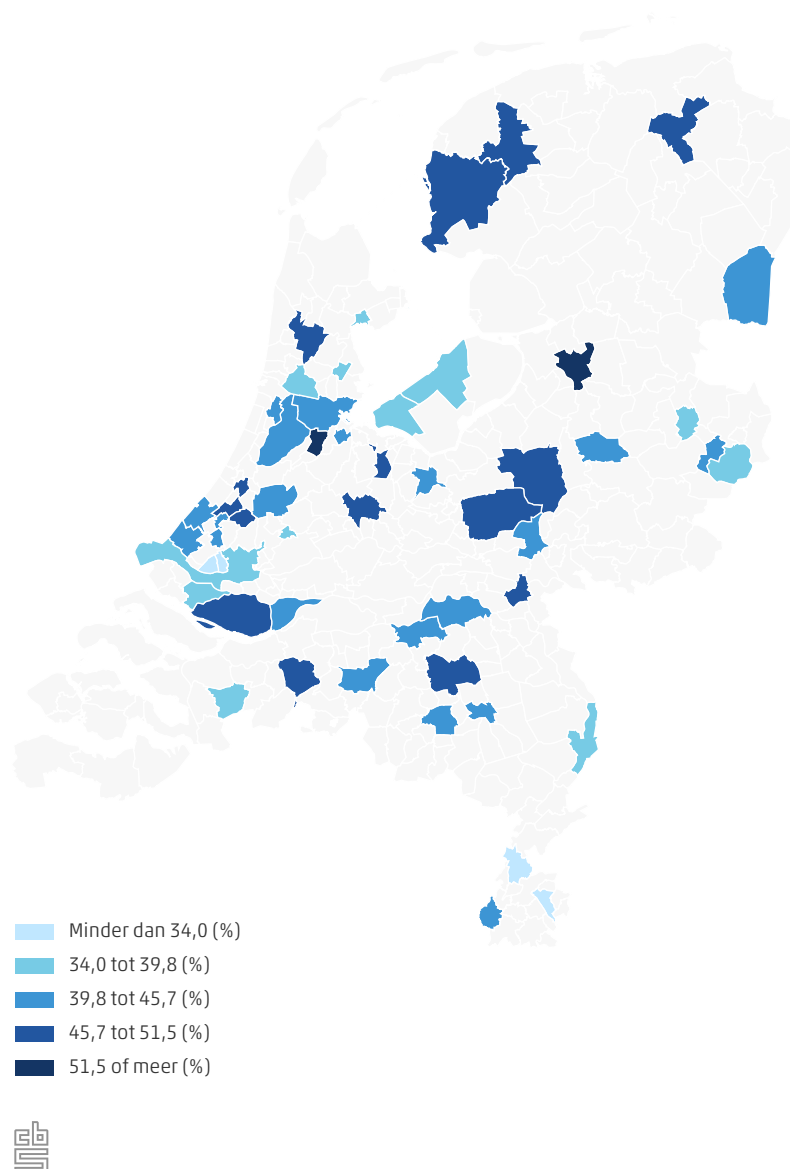 Minder dan 34,0 (%)
34,0 tot 39,8 (%)
39,8 tot 45,7 (%)
45,7 tot 51,5 (%)
51,5 of meer (%)
cbs